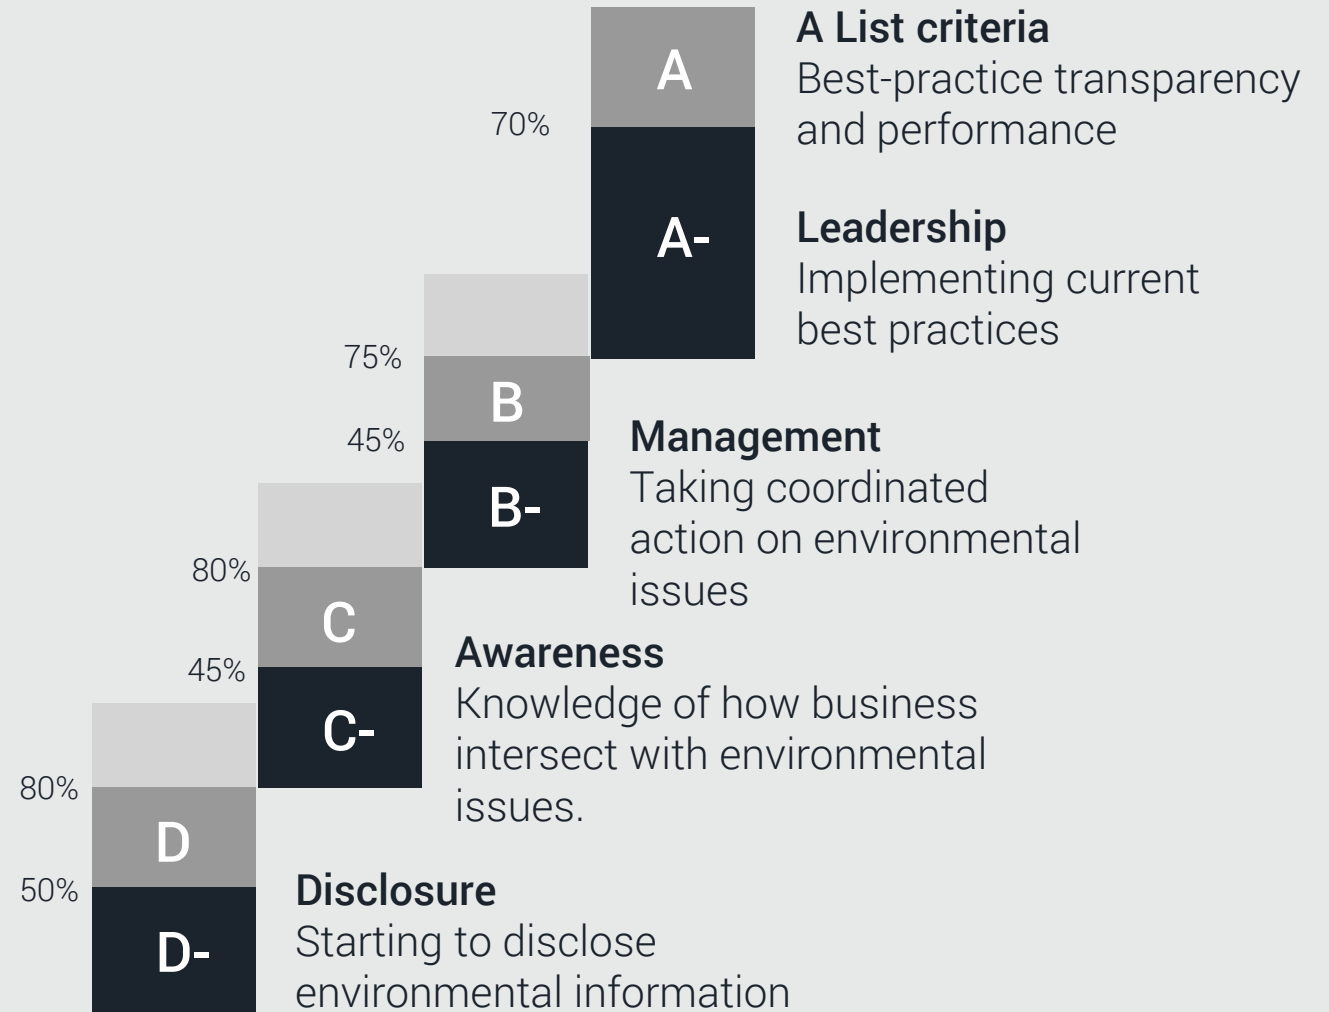 A
A List criteria
Best-practice transparency
and performance
70%
A-
Leadership
Implementing current
best practices
75%
B
45%
B-
Management
Taking coordinated
action on environmental
issues
80%
C
45%
C-
Awareness
Knowledge of how business
intersect with environmental
issues.
80%
D
50%
D-
Disclosure
Starting to disclose
environmental information